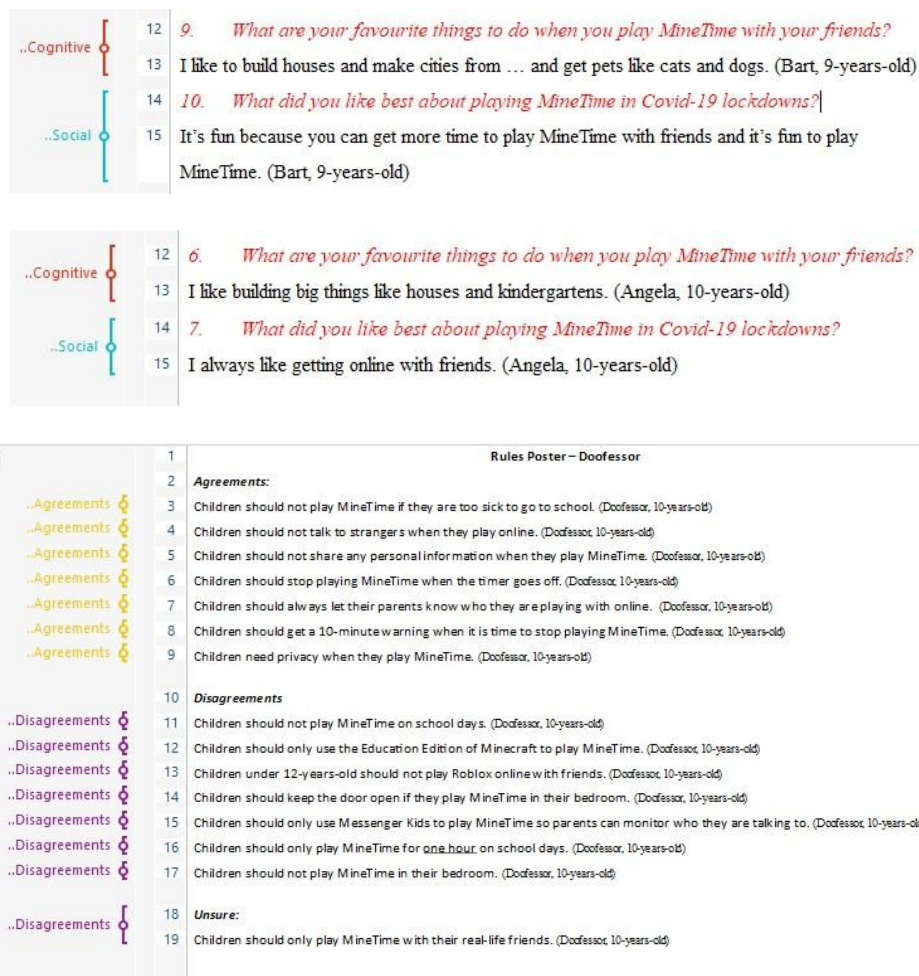 ..Cognitive
12 9. What are your favourite things to do when you play MineTime with your friends?
13 I like to build houses and make cities from … and get pets like cats and dogs. (Bart, 9-years-old)
..Social
14 10. What did you like best about playing MineTime in Covid-19 lockdowns?
15 It's fun because you can get more time to play MineTime with friends and it's fun to play
MineTime. (Bart, 9-years-old)
..Cognitive
12 6. What are your favourite things to do when you play MineTime with your friends?
13 I like building big things like houses and kindergartens. (Angela, 10-years-old)
..Social
14 7. What did you like best about playing MineTime in Covid-19 lockdowns?
15 I always like getting online with friends. (Angela, 10-years-old)
1 Rules Poster – Doofessor
2 Agreements:
..Agreements 3 Children should not play MineTime if they are too sick to go to school. (Doofessor, 10-years-old)
..Agreements 4 Children should not talk to strangers when they play online. (Doofessor, 10-years-old)
..Agreements 5 Children should not share any personal information when they play MineTime. (Doofessor, 10-years-old)
..Agreements 6 Children should stop playing MineTime when the timer goes off. (Doofessor, 10-years-old)
..Agreements 7 Children should always let their parents know who they are playing with online. (Doofessor, 10-years-old)
..Agreements 8 Children should get a 10-minute warning when it is time to stop playing MineTime. (Doofessor, 10-years-old)
..Agreements 9 Children need privacy when they play MineTime. (Doofessor, 10-years-old)
10 Disagreements
..Disagreements 11 Children should not play MineTime on school days. (Doofessor, 10-years-old)
..Disagreements 12 Children should only use the Education Edition of Minecraft to play MineTime. (Doofessor, 10-years-old)
..Disagreements 13 Children under 12-years-old should not play Roblox online with friends. (Doofessor, 10-years-old)
..Disagreements 14 Children should keep the door open if they play MineTime in their bedroom. (Doofessor, 10-years-old)
..Disagreements 15 Children should only use Messenger Kids to play MineTime so parents can monitor who they are talking to. (Doofessor, 10-years-ol
..Disagreements 16 Children should only play MineTime for one hour on school days. (Doofessor, 10-years-old)
..Disagreements 17 Children should not play MineTime in their bedroom. (Doofessor, 10-years-old)
18 Unsure:
..Disagreements
19 Children should only play MineTime with their real-life friends. (Doofessor, 10-years-old)